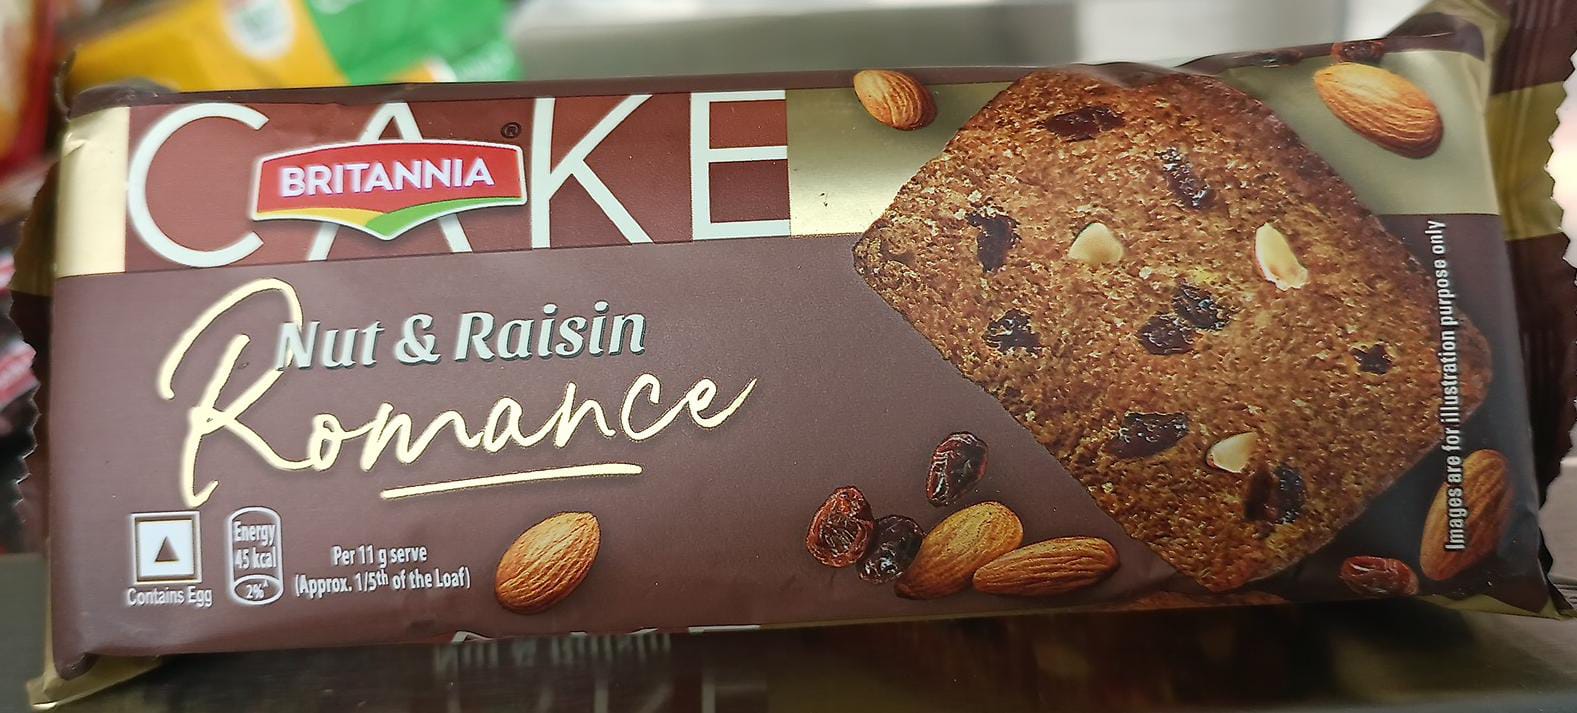 CAKE
BRITANNIA®
Nut & Raisin
Romance
Contains Egg
Energy
45 kcal
2%^
Per 11 g serve
(Approx. 1/5th of the Loaf)
Images are for illustration purpose only